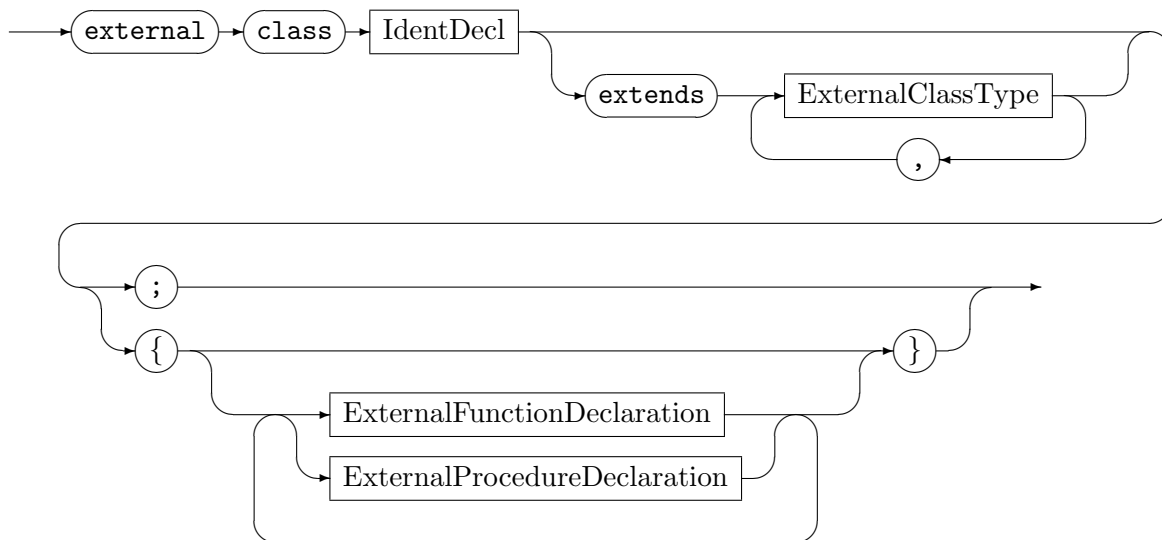 external class IdentDecl
extends ExternalClassType
,
;
{ }
ExternalFunctionDeclaration
ExternalProcedureDeclaration